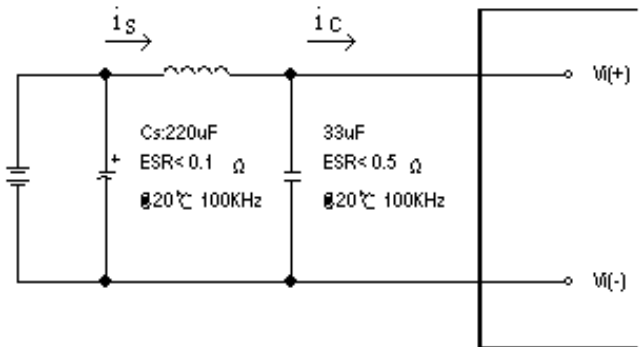 is
ic
Vi(+)
Cs:220uF
ESR<0.1 Ω
@20℃ 100KHz
+
33uF
ESR<0.5 Ω
@20℃ 100KHz
Vi(-)